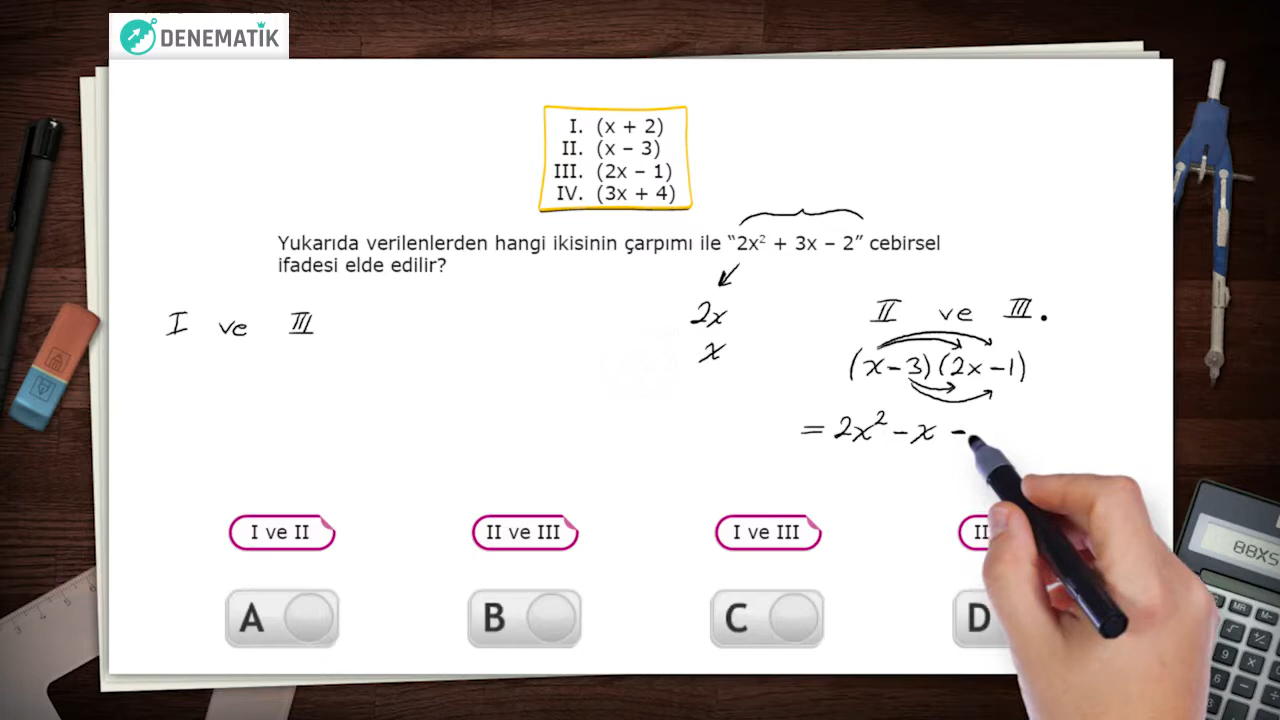 DENEMATİK
I. (x + 2)
II. (x – 3)
III. (2x – 1)
IV. (3x + 4)
Yukarıda verilenlerden hangi ikisinin çarpımı ile “2x² + 3x – 2” cebirsel
ifadesi elde edilir?
I ve III
2x
x
II ve III.
(x-3)(2x-1)
= 2x² - x -
I ve II
II ve III
I ve III
II
A
B
C
D